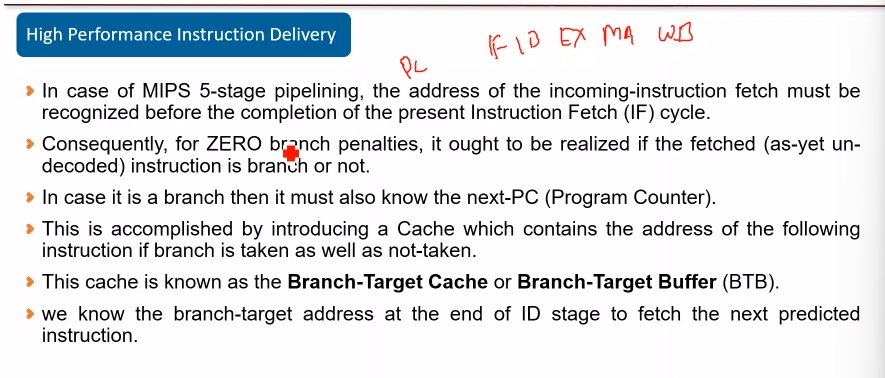 High Performance Instruction Delivery
IF ID EX MA WB
PC
In case of MIPS 5-stage pipelining, the address of the incoming-instruction fetch must be
recognized before the completion of the present Instruction Fetch (IF) cycle.
Consequently, for ZERO branch penalties, it ought to be realized if the fetched (as-yet un-
decoded) instruction is branch or not.
In case it is a branch then it must also know the next-PC (Program Counter).
This is accomplished by introducing a Cache which contains the address of the following
instruction if branch is taken as well as not-taken.
This cache is known as the Branch-Target Cache or Branch-Target Buffer (BTB).
we know the branch-target address at the end of ID stage to fetch the next predicted
instruction.